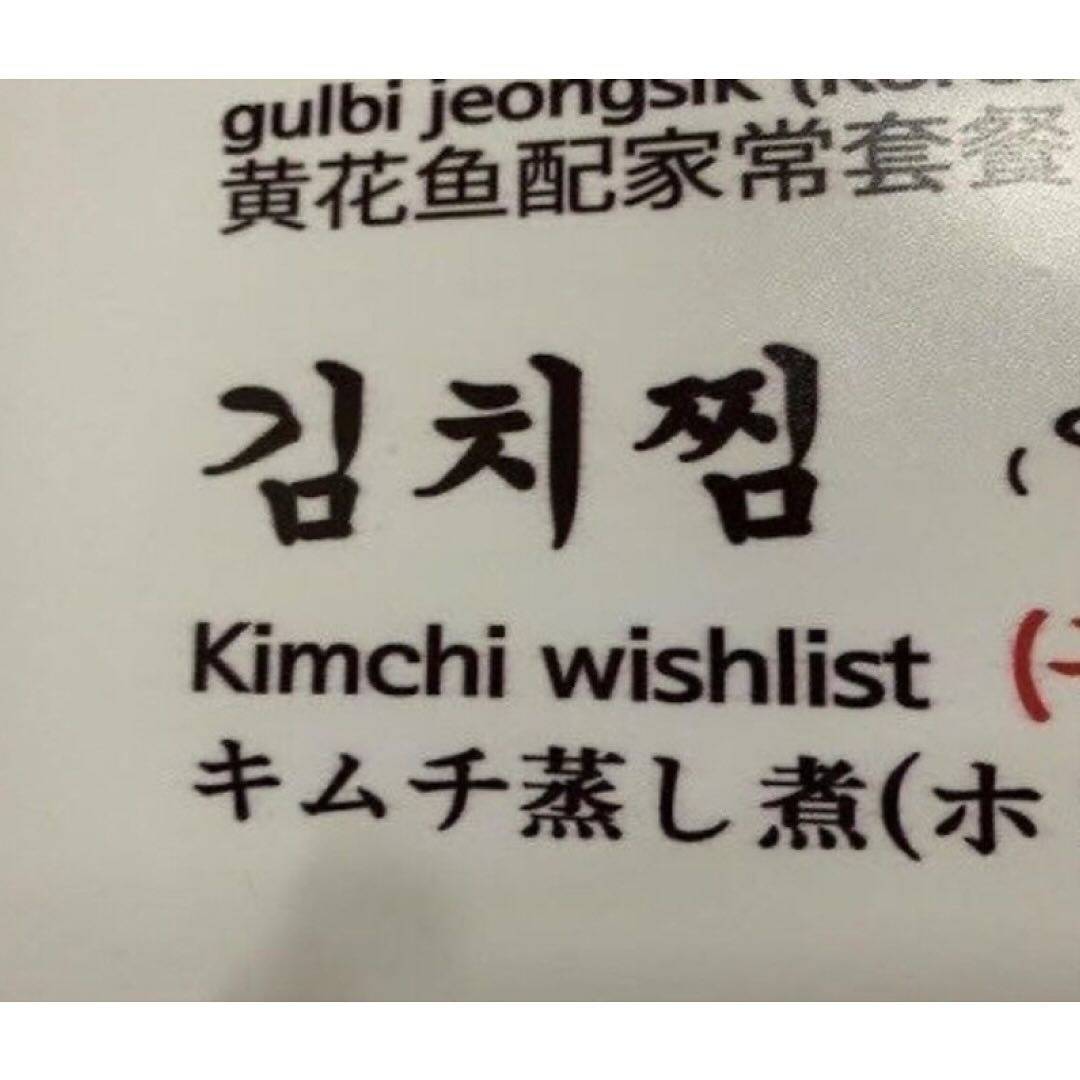 gulbi jeongsik
黄花鱼配家常套餐
김치찜
Kimchi wishlist
キムチ蒸し煮(ホ